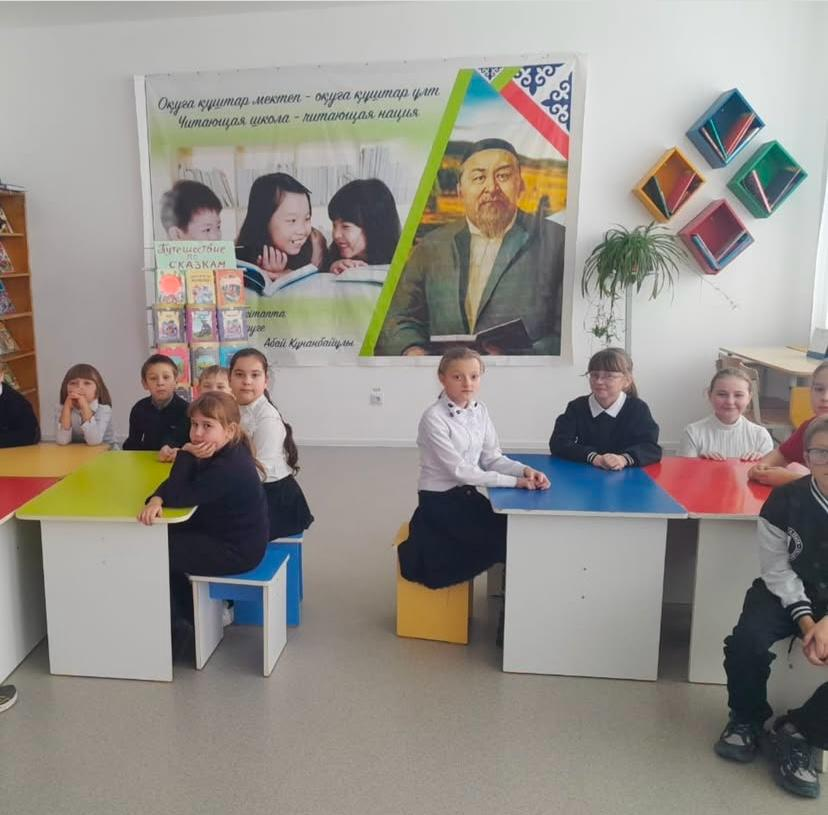 Оқуға құштар мектеп - оқуға құштар ұлт
Читающая школа - читающая нация
Путешествие
по
СКАЗКАМ
Абай Құнанбайұлы